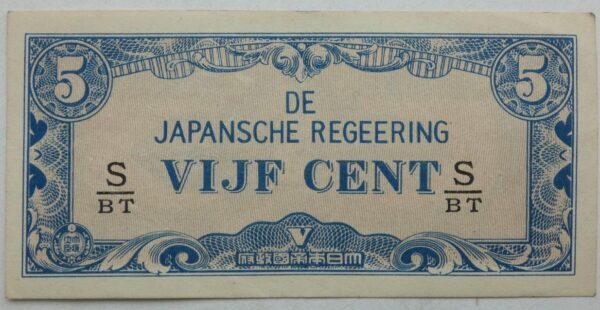 5 5
DE
JAPANSCHE REGEERING
S VIJF CENT S
BT BT
V
府政國帝本日大